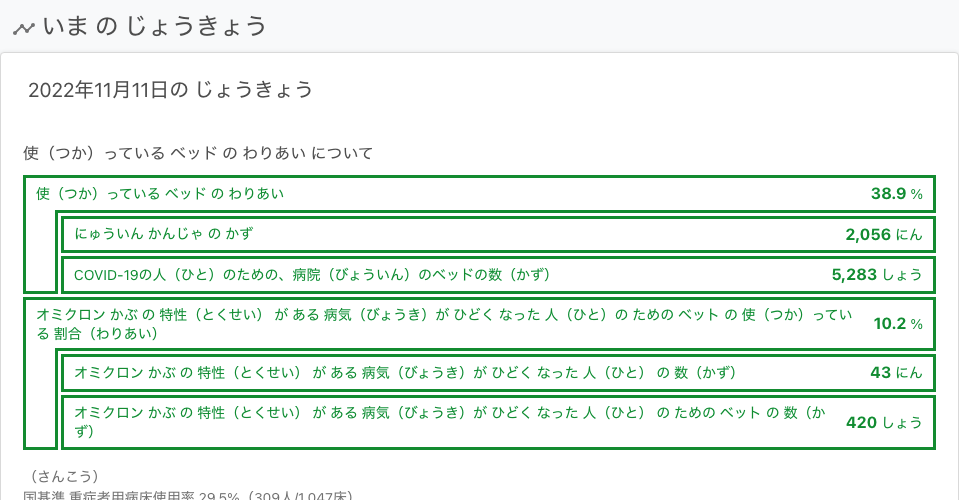 いま の じょうきょう
2022年11月11日の じょうきょう
使（つか）っている ベッド の わりあい について
使（つか）っている ベッド の わりあい
38.9 %
にゅういん かんじゃ の かず
2,056 にん
COVID-19の人（ひと）のための、病院（びょういん）のベッドの数（かず）
5,283 しょう
オミクロン かぶ の 特性（とくせい） が ある 病気（びょうき）が ひどく なった 人（ひと）の ための ベット の 使（つか）ってい
る 割合（わりあい）
10.2 %
オミクロン かぶ の 特性（とくせい） が ある 病気（びょうき）が ひどく なった 人（ひと） の 数（かず）
43 にん
オミクロン かぶ の 特性（とくせい） が ある 病気（びょうき）が ひどく なった 人（ひと） の ための ベット の 数（か
ず）
420 しょう
（さんこう）
国基準 重症者用病床使用率 29.5%（309人/1,047床）